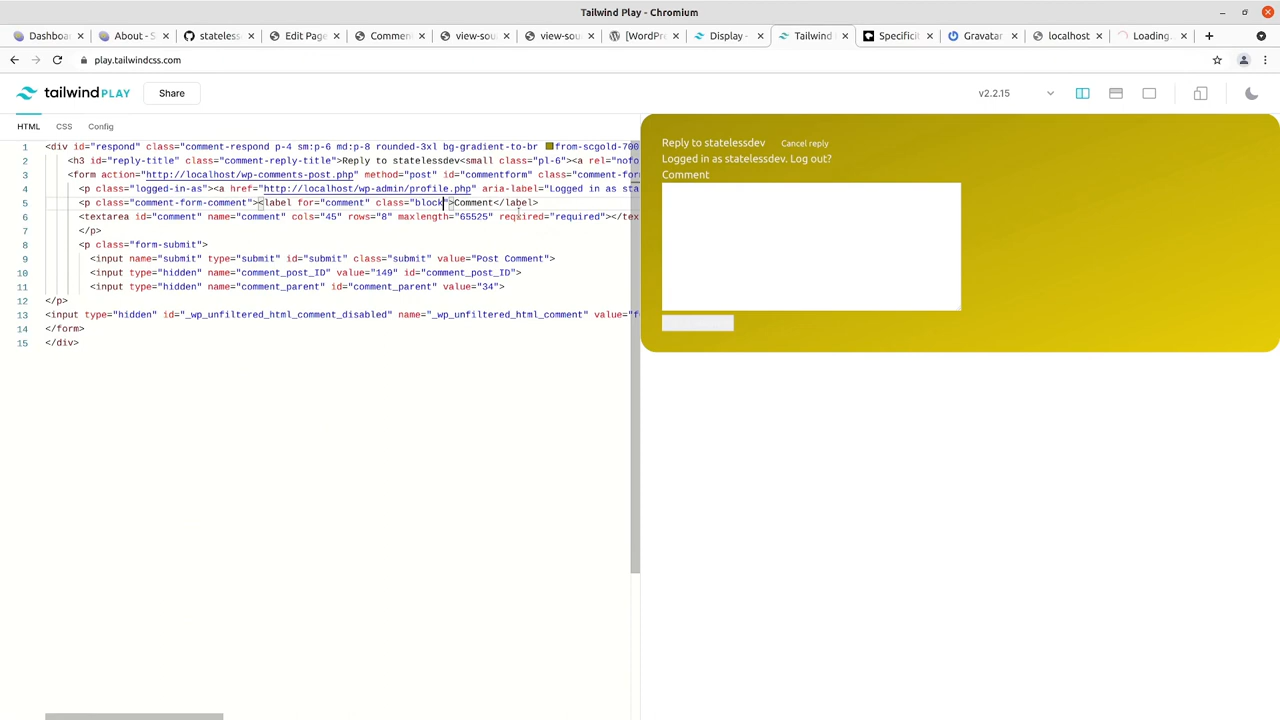 Tailwind Play - Chromium
Dashboa
About - S
stateless
Edit Page
Commen
view-sou
view-sou
[WordPre
Display -
Tailwind
Specificit
Gravatar
localhost
Loading...
play.tailwindcss.com
tailwind PLAY
Share
v2.2.15
HTML
CSS
Config
1 <div id="respond" class="comment-respond p-4 sm:p-6 md:p-8 rounded-3xl bg-gradient-to-br from-scgold-700
2 <h3 id="reply-title" class="comment-reply-title">Reply to statelessdev<small class="pl-6"><a rel="nofo
3 <form action="http://localhost/wp-comments-post.php" method="post" id="commentform" class="comment-for
4 <p class="logged-in-as"><a href="http://localhost/wp-admin/profile.php" aria-label="Logged in as sta
5 <p class="comment-form-comment"><label for="comment" class="block">Comment</label>
6 <textarea id="comment" name="comment" cols="45" rows="8" maxlength="65525" required="required"></tex
7 </p>
8 <p class="form-submit">
9 <input name="submit" type="submit" id="submit" class="submit" value="Post Comment">
10 <input type="hidden" name="comment_post_ID" value="149" id="comment_post_ID">
11 <input type="hidden" name="comment_parent" id="comment_parent" value="34">
12 </p>
13 <input type="hidden" id="_wp_unfiltered_html_comment_disabled" name="_wp_unfiltered_html_comment" value="f
14 </form>
15 </div>
Reply to statelessdev Cancel reply
Logged in as statelessdev. Log out?
Comment